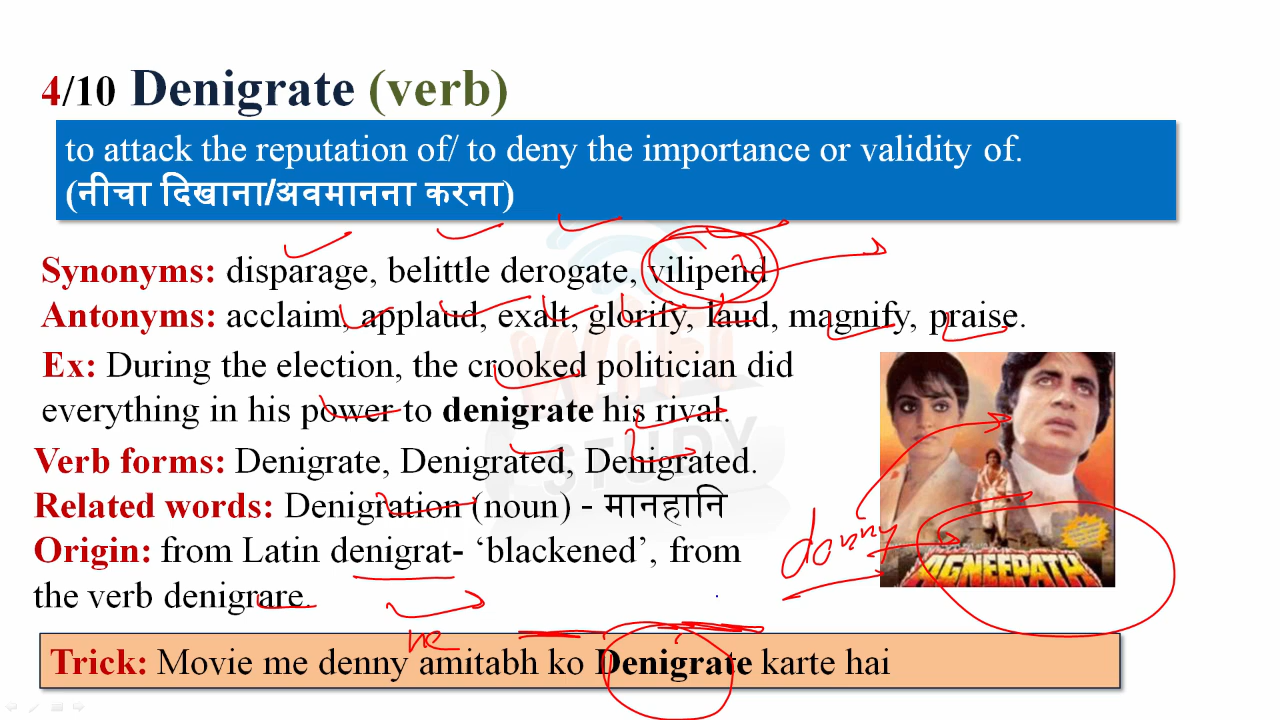 4/10 Denigrate (verb)
to attack the reputation of/ to deny the importance or validity of.
(नीचा दिखाना/अवमानना करना)
Synonyms: disparage, belittle derogate, vilipend
Antonyms: acclaim, applaud, exalt, glorify, laud, magnify, praise.
Ex: During the election, the crooked politician did
everything in his power to denigrate his rival.
Verb forms: Denigrate, Denigrated, Denigrated.
Related words: Denigration (noun) - मानहानि
Origin: from Latin denigrat- ‘blackened’, from
the verb denigrare.
Trick: Movie me denny amitabh ko Denigrate karte hai
denny
ne
AGNEEPATH
WIFI
STUDY